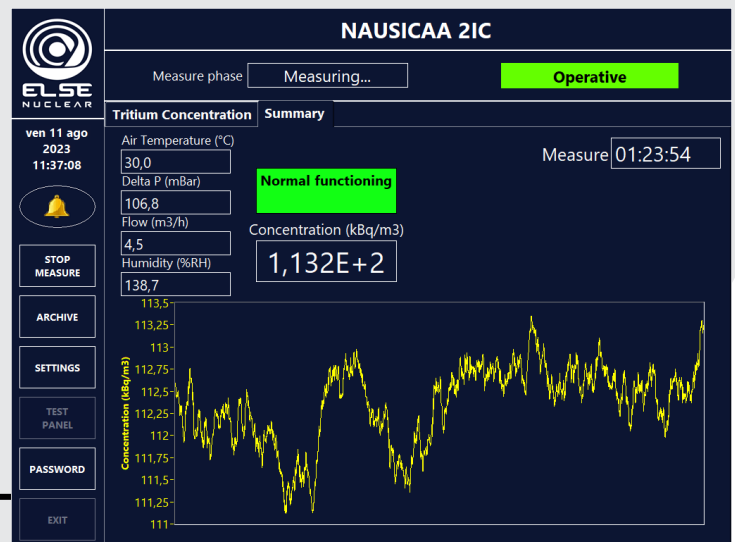 NAUSICAA 2IC
ELSE
NUCLEAR
Measure phase Measuring... Operative
Tritium Concentration Summary
ven 11 ago
2023
11:37:08
STOP
MEASURE
ARCHIVE
SETTINGS
TEST
PANEL
PASSWORD
EXIT
Air Temperature (°C)
30,0
Delta P (mBar)
106,8
Flow (m3/h)
4,5
Humidity (%RH)
138,7
Normal functioning
Measure 01:23:54
Concentration (kBq/m3)
1,132E+2
Concentration (kBq/m3)
113,5
113,25
113
112,75
112,5
112,25
112
111,75
111,5
111,25
111